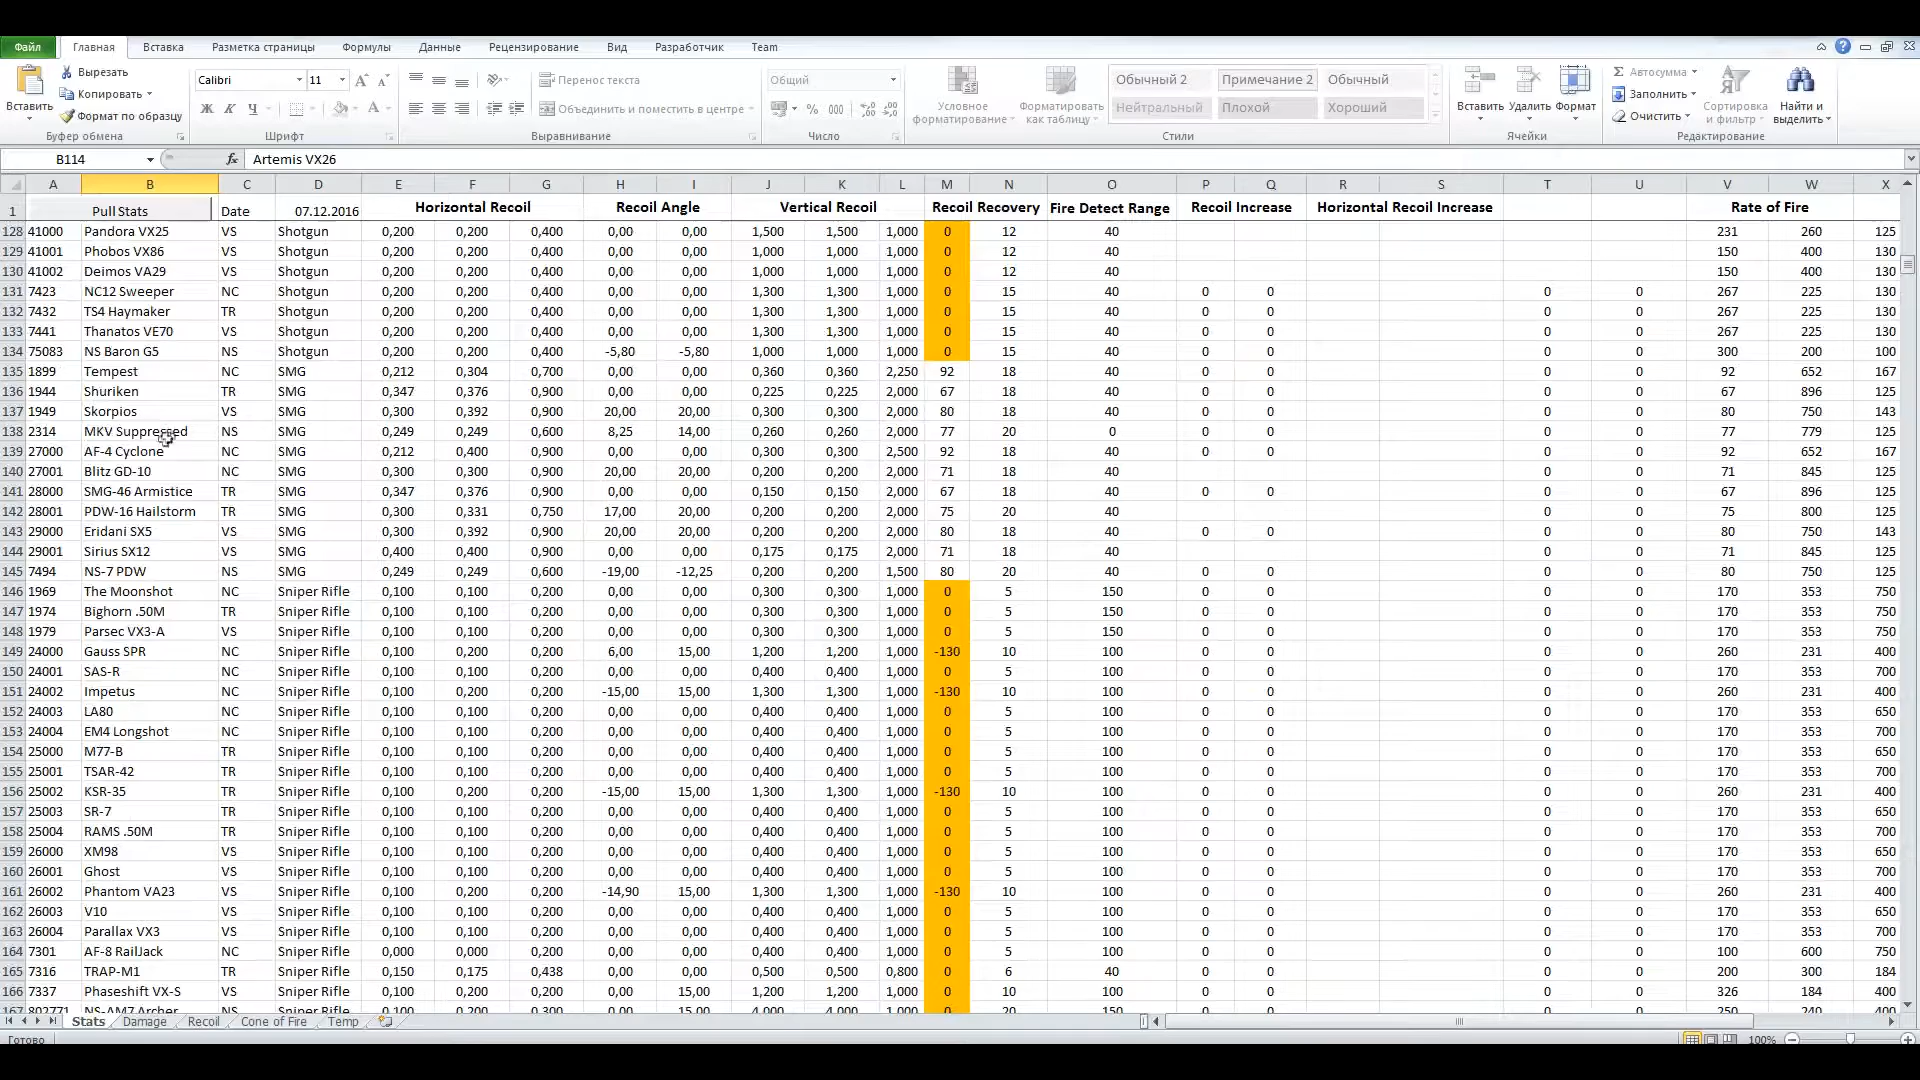 Файл Главная Вставка Разметка страницы Формулы Данные Рецензирование Вид Разработчик Team
Вставить Вырезать Копировать Формат по образцу Буфер обмена
Calibri 11 Ж К Ч А Шрифт
Перенос текста Объединить и поместить в центре Выравнивание
Общий % 000 Число
Условное форматирование Форматировать как таблицу Обычный 2 Примечание 2 Обычный Нейтральный Плохой Хороший Стили
Вставить Удалить Формат Ячейки
Автосумма Заполнить Очистить Сортировка и фильтр Найти и выделить Редактирование
B114 fx Artemis VX26
A B C D E F G H I J K L M N O P Q R S T U V W X
1 Pull Stats Date 07.12.2016 Horizontal Recoil Recoil Angle Vertical Recoil Recoil Recovery Fire Detect Range Recoil Increase Horizontal Recoil Increase Rate of Fire
128 41000 Pandora VX25 VS Shotgun 0,200 0,200 0,400 0,00 0,00 1,500 1,500 1,000 0 12 40 231 260 125
129 41001 Phobos VX86 VS Shotgun 0,200 0,200 0,400 0,00 0,00 1,000 1,000 1,000 0 12 40 150 400 130
130 41002 Deimos VA29 VS Shotgun 0,200 0,200 0,400 0,00 0,00 1,000 1,000 1,000 0 12 40 150 400 130
131 7423 NC12 Sweeper NC Shotgun 0,200 0,200 0,400 0,00 0,00 1,300 1,300 1,000 0 15 40 0 0 0 0 267 225 130
132 7432 TS4 Haymaker TR Shotgun 0,200 0,200 0,400 0,00 0,00 1,300 1,300 1,000 0 15 40 0 0 0 0 267 225 130
133 7441 Thanatos VE70 VS Shotgun 0,200 0,200 0,400 0,00 0,00 1,300 1,300 1,000 0 15 40 0 0 0 0 267 225 130
134 75083 NS Baron G5 NS Shotgun 0,200 0,200 0,400 -5,80 -5,80 1,000 1,000 1,000 0 15 40 0 0 0 0 300 200 100
135 1899 Tempest NC SMG 0,212 0,304 0,700 0,00 0,00 0,360 0,360 2,250 92 18 40 0 0 0 0 92 652 167
136 1944 Shuriken TR SMG 0,347 0,376 0,900 0,00 0,00 0,225 0,225 2,000 67 18 40 0 0 0 0 67 896 125
137 1949 Skorpios VS SMG 0,300 0,392 0,900 20,00 20,00 0,300 0,300 2,000 80 18 40 0 0 0 0 80 750 143
138 2314 MKV Suppressed NS SMG 0,249 0,249 0,600 8,25 14,00 0,260 0,260 2,000 77 20 0 0 0 0 0 77 779 125
139 27000 AF-4 Cyclone NC SMG 0,212 0,400 0,900 0,00 0,00 0,300 0,300 2,500 92 18 40 0 0 0 0 92 652 167
140 27001 Blitz GD-10 NC SMG 0,300 0,300 0,900 20,00 20,00 0,200 0,200 2,000 71 18 40 0 0 71 845 125
141 28000 SMG-46 Armistice TR SMG 0,347 0,376 0,900 0,00 0,00 0,150 0,150 2,000 67 18 40 0 0 0 0 67 896 125
142 28001 PDW-16 Hailstorm TR SMG 0,300 0,331 0,750 17,00 20,00 0,200 0,200 2,000 75 20 40 0 0 75 800 125
143 29000 Eridani SX5 VS SMG 0,300 0,392 0,900 20,00 20,00 0,300 0,300 2,000 80 18 40 0 0 0 0 80 750 143
144 29001 Sirius SX12 VS SMG 0,400 0,400 0,900 0,00 0,00 0,175 0,175 2,000 71 18 40 0 0 71 845 125
145 7494 NS-7 PDW NS SMG 0,249 0,249 0,600 -19,00 -12,25 0,200 0,200 1,500 80 20 40 0 0 0 0 80 750 125
146 1969 The Moonshot NC Sniper Rifle 0,100 0,100 0,200 0,00 0,00 0,300 0,300 1,000 0 5 150 0 0 0 0 170 353 750
147 1974 Bighorn .50M TR Sniper Rifle 0,100 0,100 0,200 0,00 0,00 0,300 0,300 1,000 0 5 150 0 0 0 0 170 353 750
148 1979 Parsec VX3-A VS Sniper Rifle 0,100 0,100 0,200 0,00 0,00 0,300 0,300 1,000 0 5 150 0 0 0 0 170 353 750
149 24000 Gauss SPR NC Sniper Rifle 0,100 0,200 0,200 6,00 15,00 1,200 1,200 1,000 -130 10 100 0 0 0 0 260 231 400
150 24001 SAS-R NC Sniper Rifle 0,100 0,100 0,200 0,00 0,00 0,400 0,400 1,000 0 5 100 0 0 0 0 170 353 700
151 24002 Impetus NC Sniper Rifle 0,100 0,200 0,200 -15,00 15,00 1,300 1,300 1,000 -130 10 100 0 0 0 0 260 231 400
152 24003 LA80 NC Sniper Rifle 0,100 0,100 0,200 0,00 0,00 0,400 0,400 1,000 0 5 100 0 0 0 0 170 353 650
153 24004 EM4 Longshot NC Sniper Rifle 0,100 0,100 0,200 0,00 0,00 0,400 0,400 1,000 0 5 100 0 0 0 0 170 353 700
154 25000 M77-B TR Sniper Rifle 0,100 0,100 0,200 0,00 0,00 0,400 0,400 1,000 0 5 100 0 0 0 0 170 353 650
155 25001 TSAR-42 TR Sniper Rifle 0,100 0,100 0,200 0,00 0,00 0,400 0,400 1,000 0 5 100 0 0 0 0 170 353 700
156 25002 KSR-35 TR Sniper Rifle 0,100 0,200 0,200 -15,00 15,00 1,300 1,300 1,000 -130 10 100 0 0 0 0 260 231 400
157 25003 SR-7 TR Sniper Rifle 0,100 0,100 0,200 0,00 0,00 0,400 0,400 1,000 0 5 100 0 0 0 0 170 353 650
158 25004 RAMS .50M TR Sniper Rifle 0,100 0,100 0,200 0,00 0,00 0,400 0,400 1,000 0 5 100 0 0 0 0 170 353 700
159 26000 XM98 VS Sniper Rifle 0,100 0,100 0,200 0,00 0,00 0,400 0,400 1,000 0 5 100 0 0 0 0 170 353 650
160 26001 Ghost VS Sniper Rifle 0,100 0,100 0,200 0,00 0,00 0,400 0,400 1,000 0 5 100 0 0 0 0 170 353 700
161 26002 Phantom VA23 VS Sniper Rifle 0,100 0,200 0,200 -14,90 15,00 1,300 1,300 1,000 -130 10 100 0 0 0 0 260 231 400
162 26003 V10 VS Sniper Rifle 0,100 0,100 0,200 0,00 0,00 0,400 0,400 1,000 0 5 100 0 0 0 0 170 353 650
163 26004 Parallax VX3 VS Sniper Rifle 0,100 0,100 0,200 0,00 0,00 0,400 0,400 1,000 0 5 100 0 0 0 0 170 353 700
164 7301 AF-8 RailJack NC Sniper Rifle 0,000 0,000 0,200 0,00 0,00 0,400 0,400 1,000 0 5 100 0 0 0 0 100 600 750
165 7316 TRAP-M1 TR Sniper Rifle 0,150 0,175 0,438 0,00 0,00 0,500 0,500 0,800 0 6 40 0 0 0 0 200 300 184
166 7337 Phaseshift VX-S VS Sniper Rifle 0,100 0,200 0,200 0,00 15,00 1,200 1,200 1,000 0 10 100 0 0 0 0 326 184 400
167 802771 NS-AM7 Archer NS Sniper Rifle 0,100 0,200 0,300 0,00 15,00 4,000 4,000 1,000 0 20 150 0 0 0 0 250 240 400
Stats Damage Recoil Cone of Fire Temp
Готово 100%